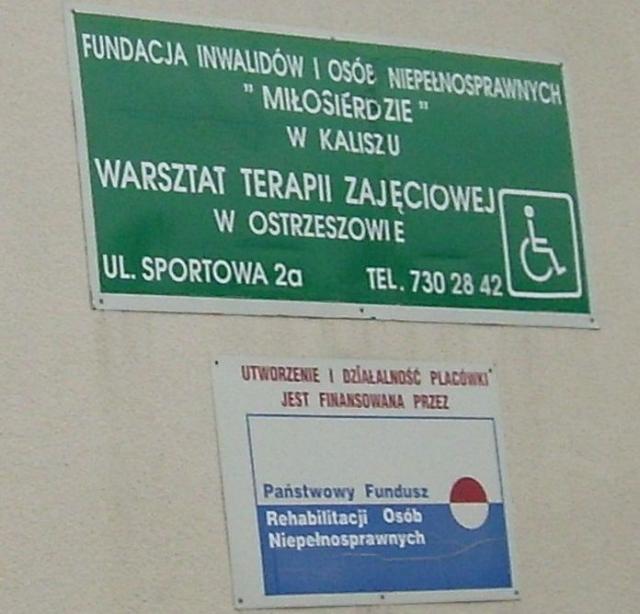 FUNDACJA INWALIDÓW I OSÓB NIEPEŁNOSPRAWNYCH
" MIŁOSIERDZIE "
W KALISZU
WARSZTAT TERAPII ZAJĘCIOWEJ
W OSTRZESZOWIE
UL. SPORTOWA 2a TEL. 730 28 42
UTWORZENIE I DZIAŁALNOŚĆ PLACÓWKI
JEST FINANSOWANA PRZEZ
Państwowy Fundusz
Rehabilitacji Osób
Niepełnosprawnych